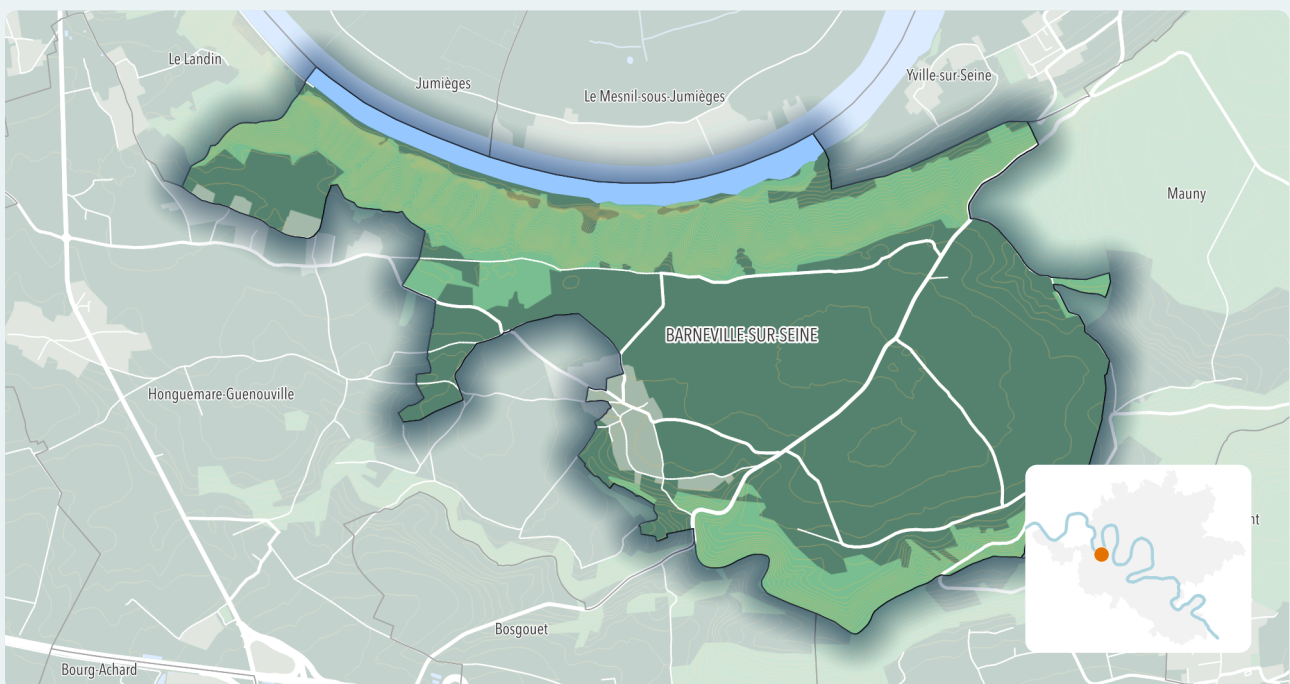 Le Landin
Jumièges
Yville-sur-Seine
Le Mesnil-sous-Jumièges
Mauny
BARNEVILLE-SUR-SEINE
Honguemare-Guenouville
nt
Bosgouet
Bourg-Achard